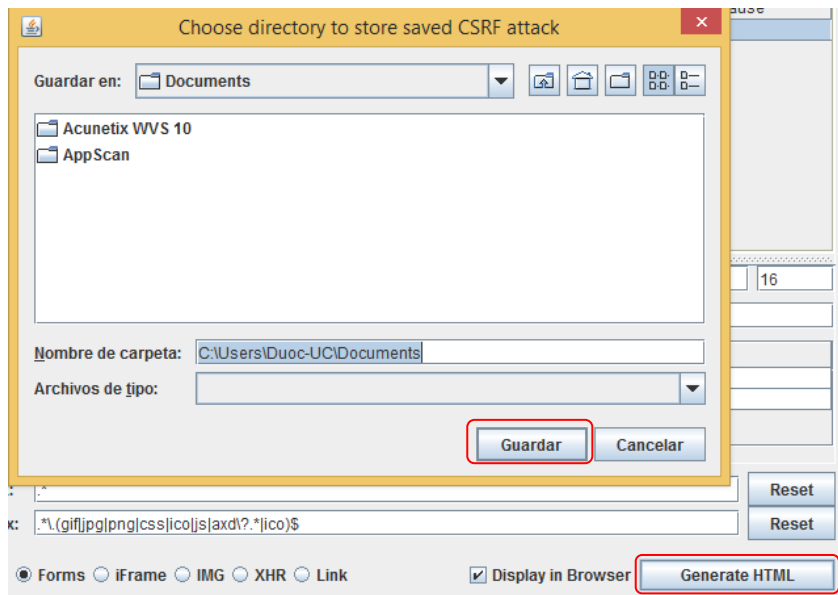 Choose directory to store saved CSRF attack
ause
Guardar en: Documents
Acunetix WVS 10
AppScan
16
Nombre de carpeta: C:\Users\Duoc-UC\Documents
Archivos de tipo:
Guardar Cancelar
.* Reset
x: .*\.(gif|jpg|png|css|ico|js|axd\?.*|ico)$ Reset
Forms iFrame IMG XHR Link Display in Browser Generate HTML